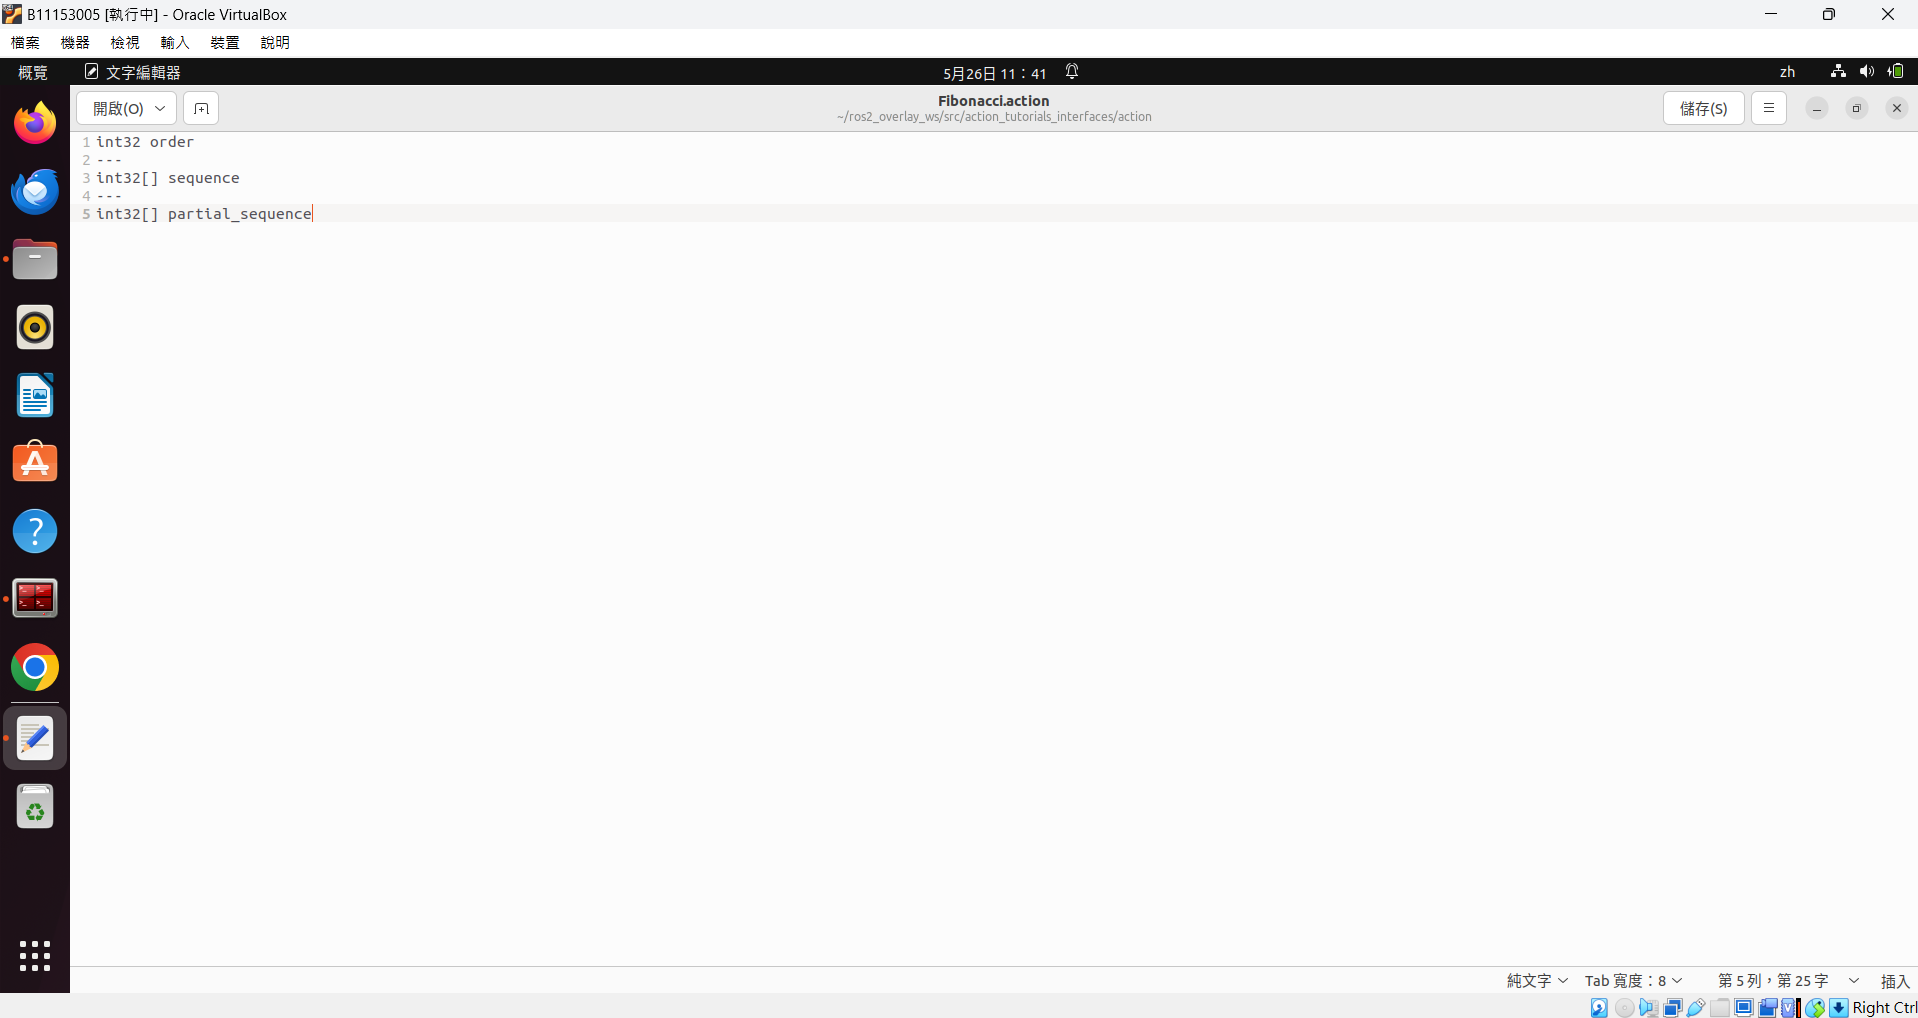 B11153005 [執行中] - Oracle VirtualBox
檔案 機器 檢視 輸入 裝置 說明
概覽 文字編輯器 5月26日 11：41 zh
開啟(O) Fibonacci.action 儲存(S)
~/ros2_overlay_ws/src/action_tutorials_interfaces/action
1 int32 order
2 ---
3 int32[] sequence
4 ---
5 int32[] partial_sequence
純文字 Tab 寬度：8 第 5 列，第 25 字 插入
Right Ctrl